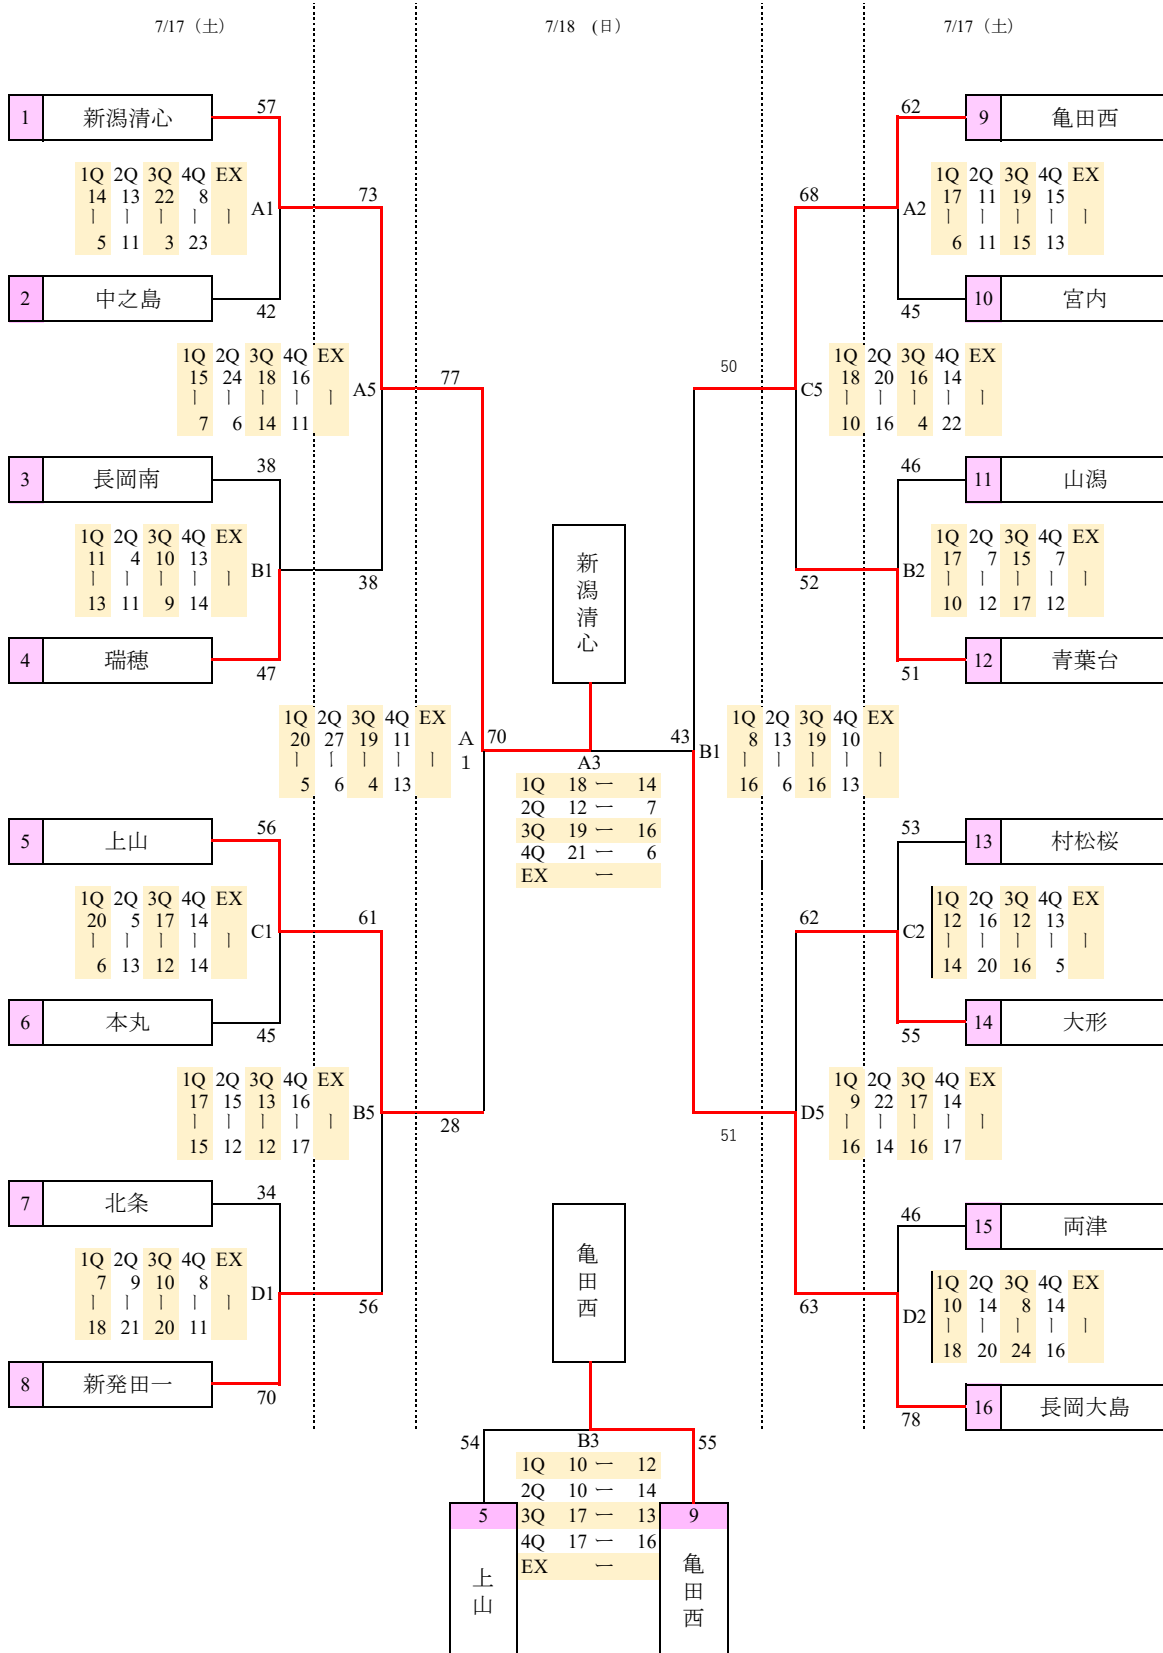 7/17（土）
7/18　(日）
7/17（土）
1 新潟清心 57
62 9 亀田西
1Q 2Q 3Q 4Q EX
14 13 22 8
| | | | |
5 11 3 23
A1
73
68
A2
1Q 2Q 3Q 4Q EX
17 11 19 15
| | | | |
6 11 15 13
2 中之島 42
45 10 宮内
1Q 2Q 3Q 4Q EX
15 24 18 16
| | | | |
7 6 14 11
A5
77
50
C5
1Q 2Q 3Q 4Q EX
18 20 16 14
| | | | |
10 16 4 22
3 長岡南 38
46 11 山潟
1Q 2Q 3Q 4Q EX
11 4 10 13
| | | | |
13 11 9 14
B1
38
52
B2
1Q 2Q 3Q 4Q EX
17 7 15 7
| | | | |
10 12 17 12
新潟清心
4 瑞穂 47
51 12 青葉台
1Q 2Q 3Q 4Q EX
20 27 19 11
| | | | |
5 6 4 13
A1
70
43
B1
1Q 2Q 3Q 4Q EX
8 13 19 10
| | | | |
16 6 16 13
A3
1Q 18 ー 14
2Q 12 ー 7
3Q 19 ー 16
4Q 21 ー 6
EX ー
5 上山 56
53 13 村松桜
1Q 2Q 3Q 4Q EX
20 5 17 14
| | | | |
6 13 12 14
C1
61
62
C2
1Q 2Q 3Q 4Q EX
12 16 12 13
| | | | |
14 20 16 5
6 本丸 45
55 14 大形
1Q 2Q 3Q 4Q EX
17 15 13 16
| | | | |
15 12 12 17
B5
28
51
D5
1Q 2Q 3Q 4Q EX
9 22 17 14
| | | | |
16 14 16 17
7 北条 34
46 15 両津
1Q 2Q 3Q 4Q EX
7 9 10 8
| | | | |
18 21 20 11
D1
56
63
D2
1Q 2Q 3Q 4Q EX
10 14 8 14
| | | | |
18 20 24 16
亀田西
8 新発田一 70
78 16 長岡大島
54 B3 55
1Q 10 ー 12
2Q 10 ー 14
3Q 17 ー 13
4Q 17 ー 16
EX ー
5 上山
9 亀田西